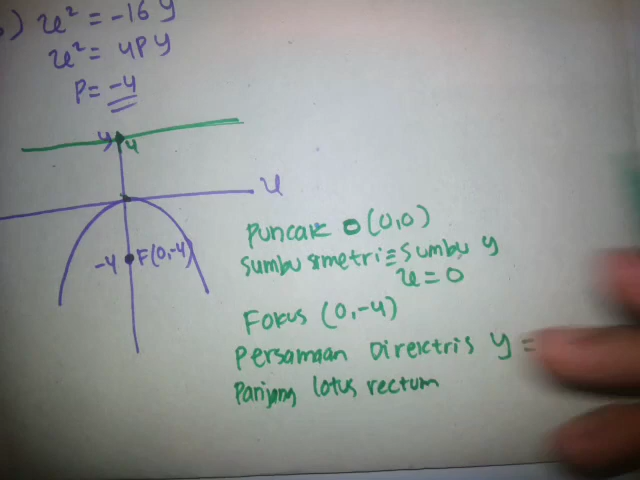 ) x² = -16 y
x² = 4P y
P = -4
y
4
x
-4 F(0,-4)
Puncak O (0,0)
Sumbu simetri ≡ Sumbu y
x = 0
Fokus (0,-4)
Persamaan Direktris y =
Panjang lotus rectum